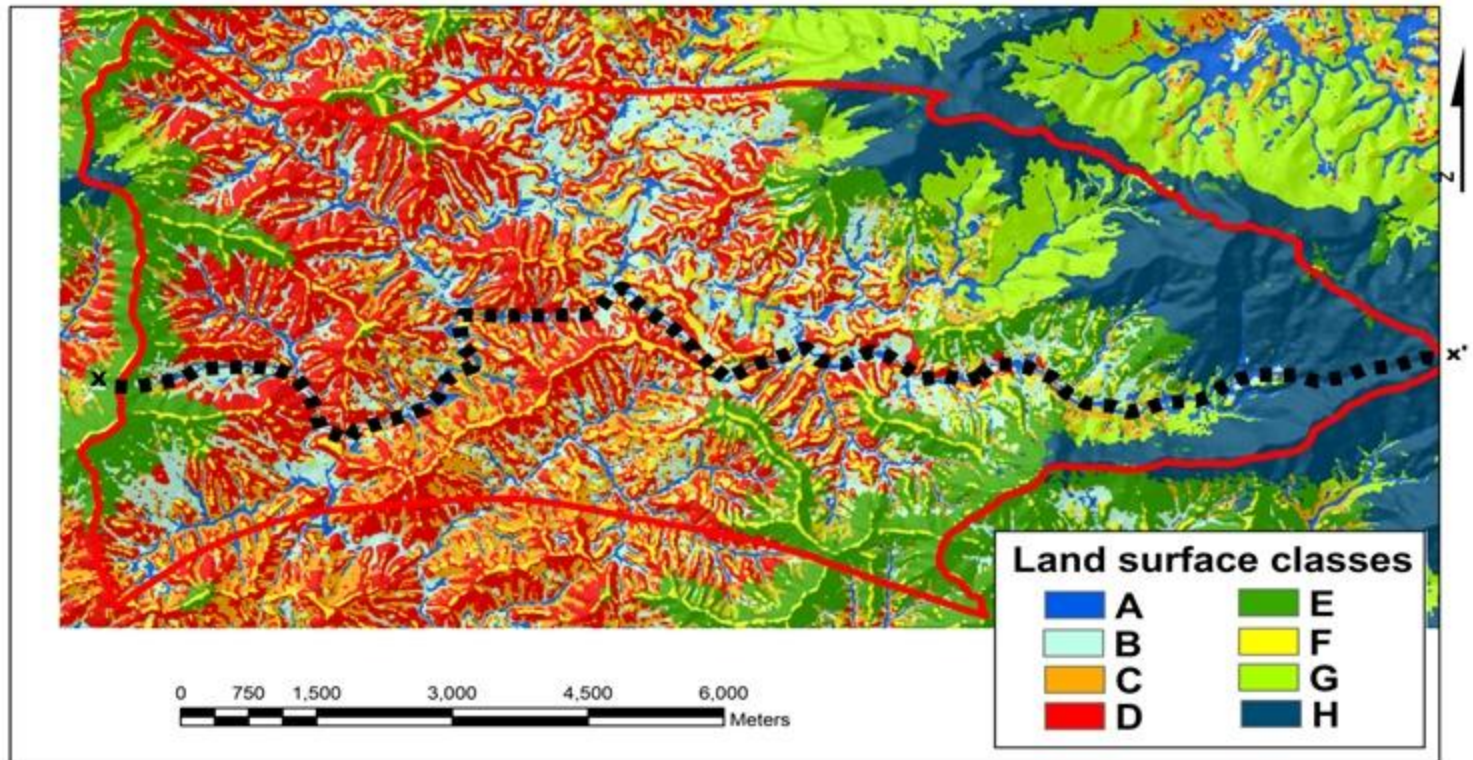 Z
X
X'
Land surface classes
A E
B F
C G
D H
0 750 1,500 3,000 4,500 6,000
Meters